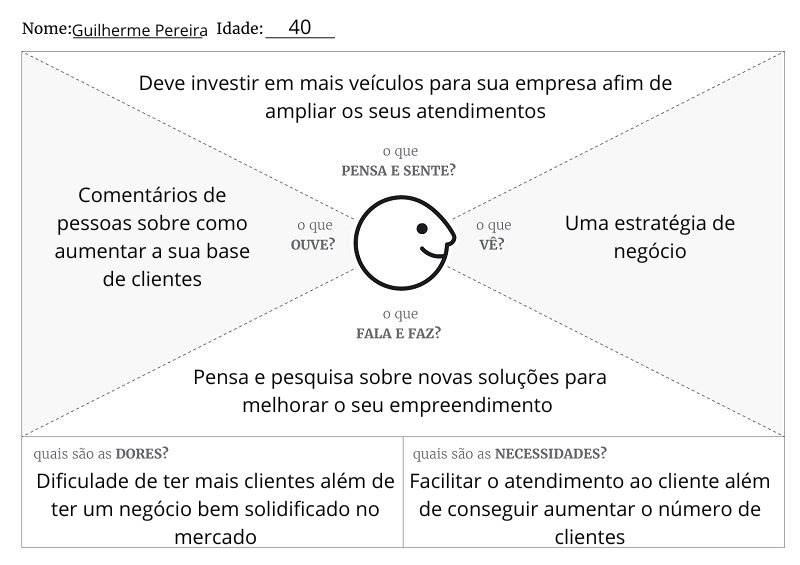 Nome: Guilherme Pereira Idade: 40
Deve investir em mais veículos para sua empresa afim de
ampliar os seus atendimentos
o que
PENSA E SENTE?
Comentários de
pessoas sobre como
aumentar a sua base
de clientes
o que
OUVE?
o que
VÊ?
Uma estratégia de
negócio
o que
FALA E FAZ?
Pensa e pesquisa sobre novas soluções para
melhorar o seu empreendimento
quais são as DORES?
Dificulade de ter mais clientes além de
ter um negócio bem solidificado no
mercado
quais são as NECESSIDADES?
Facilitar o atendimento ao cliente além
de conseguir aumentar o número de
clientes